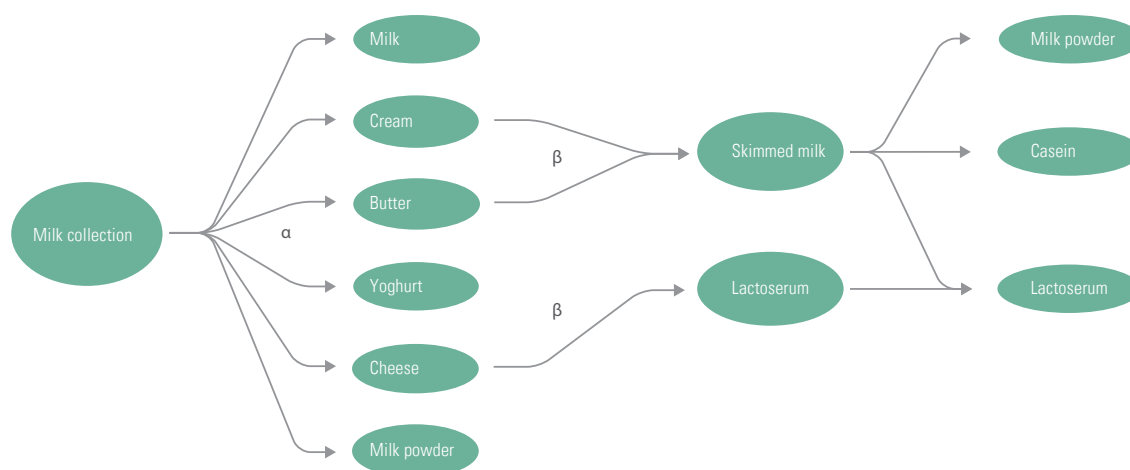 Milk
Milk powder
Cream
β
Skimmed milk
Casein
Butter
Milk collection
α
Yoghurt
Lactoserum
Lactoserum
β
Cheese
Milk powder